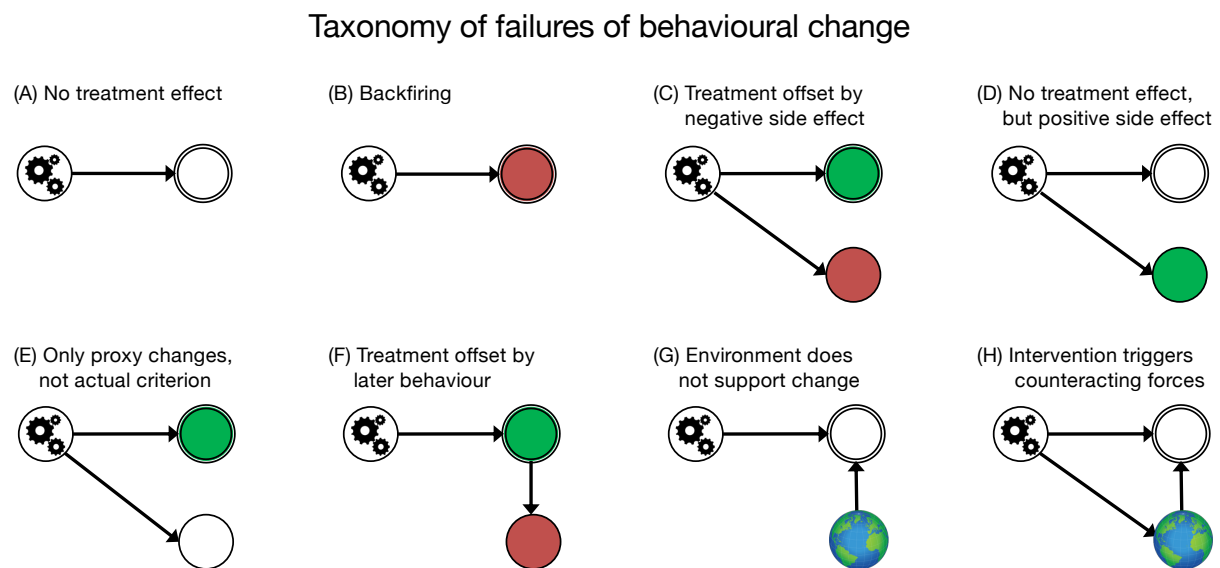 Taxonomy of failures of behavioural change
(A) No treatment effect
(B) Backfiring
(C) Treatment offset by
negative side effect
(D) No treatment effect,
but positive side effect
(E) Only proxy changes,
not actual criterion
(F) Treatment offset by
later behaviour
(G) Environment does
not support change
(H) Intervention triggers
counteracting forces